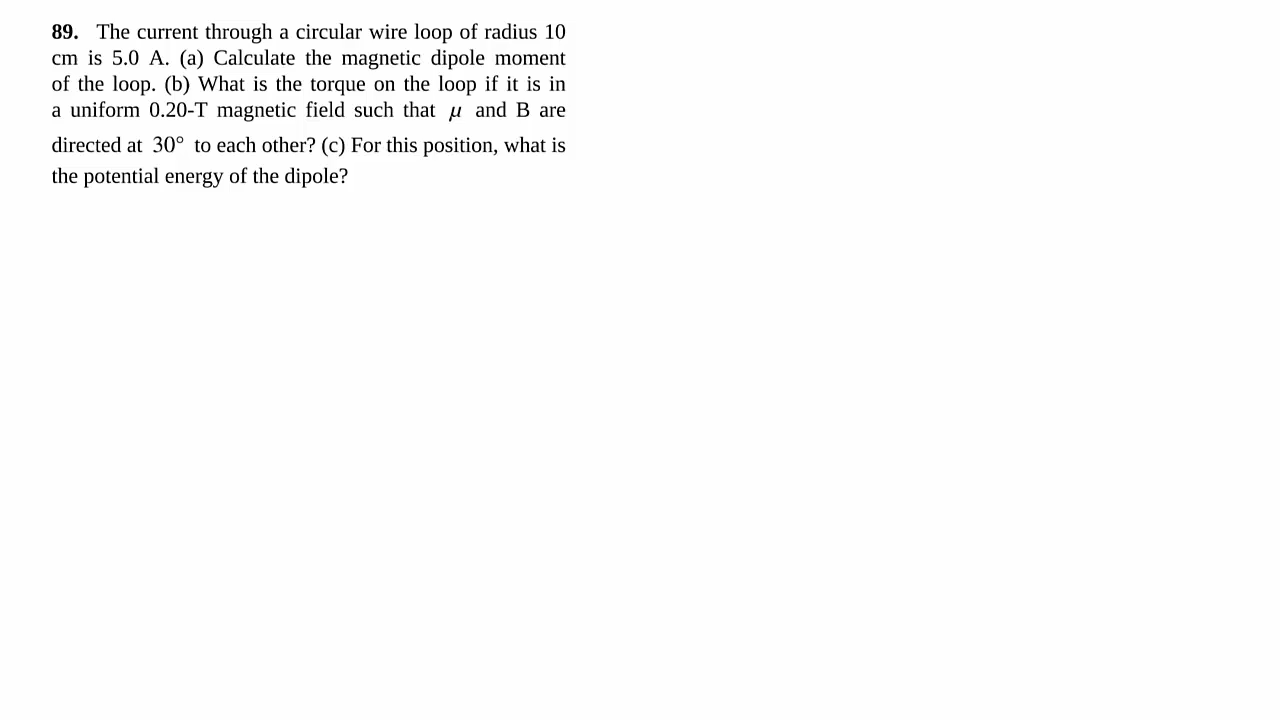 89. The current through a circular wire loop of radius 10
cm is 5.0 A. (a) Calculate the magnetic dipole moment
of the loop. (b) What is the torque on the loop if it is in
a uniform 0.20-T magnetic field such that μ and B are
directed at 30° to each other? (c) For this position, what is
the potential energy of the dipole?